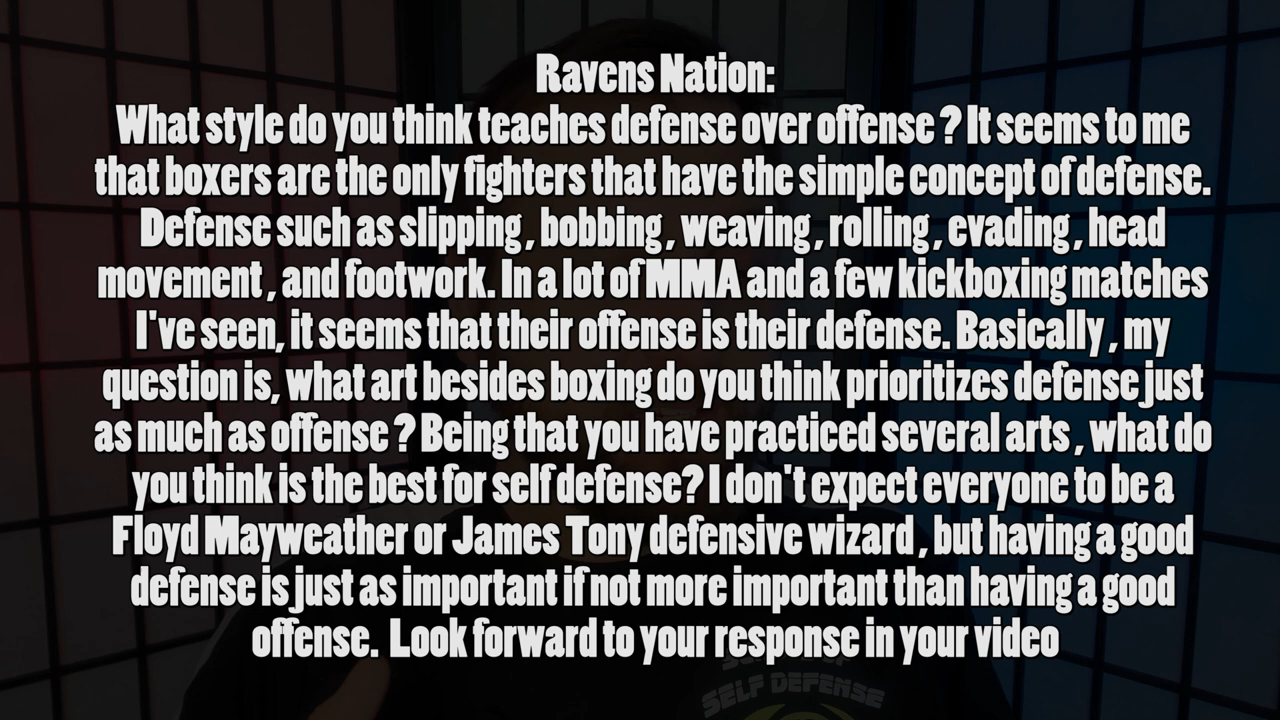 Ravens Nation:
What style do you think teaches defense over offense ? It seems to me
that boxers are the only fighters that have the simple concept of defense.
Defense such as slipping , bobbing , weaving , rolling , evading , head
movement , and footwork. In a lot of MMA and a few kickboxing matches
I've seen, it seems that their offense is their defense. Basically , my
question is, what art besides boxing do you think prioritizes defense just
as much as offense ? Being that you have practiced several arts , what do
you think is the best for self defense? I don't expect everyone to be a
Floyd Mayweather or James Tony defensive wizard , but having a good
defense is just as important if not more important than having a good
offense. Look forward to your response in your video
SELF DEFENSE